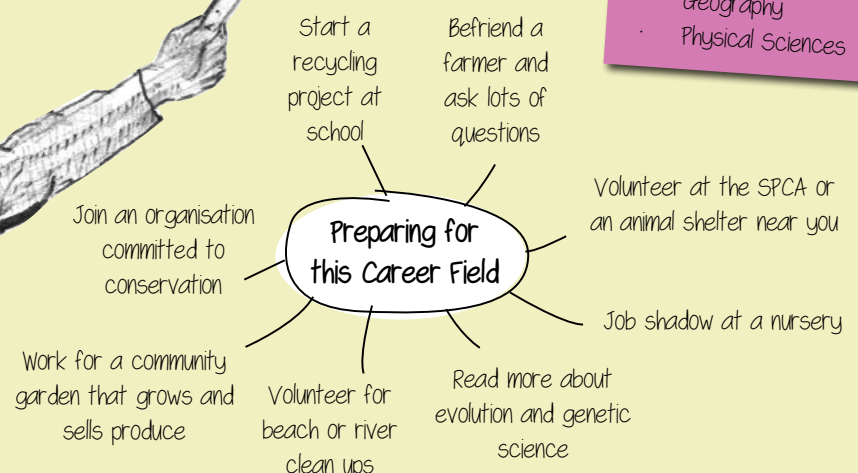 Geography
· Physical Sciences
Start a
recycling
project at
school
Befriend a
farmer and
ask lots of
questions
Volunteer at the SPCA or
an animal shelter near you
Join an organisation
committed to
conservation
Preparing for
this Career Field
Job shadow at a nursery
Work for a community
garden that grows and
sells produce
Volunteer for
beach or river
clean ups
Read more about
evolution and genetic
science